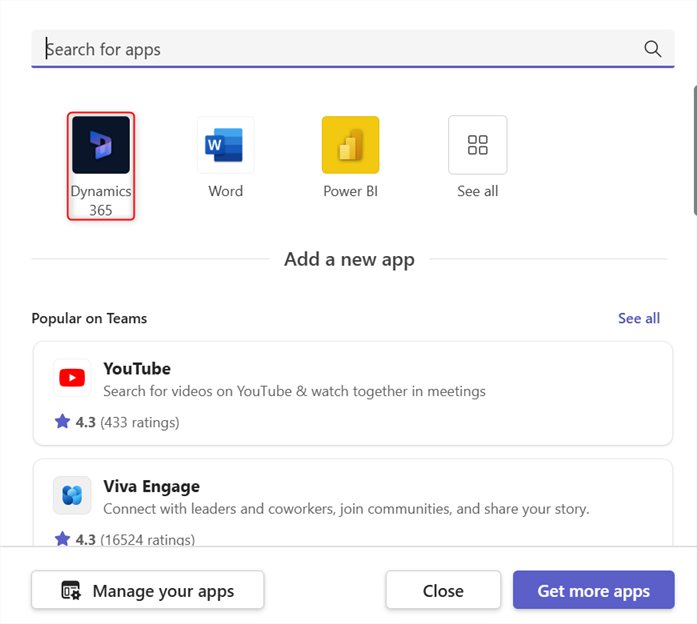 Search for apps
W
Dynamics
365
Word
Power BI
See all
Add a new app
Popular on Teams
See all
YouTube
Search for videos on YouTube & watch together in meetings
4.3 (433 ratings)
Viva Engage
Connect with leaders and coworkers, join communities, and share your story.
4.3 (16524 ratings)
Manage your apps
Close
Get more apps